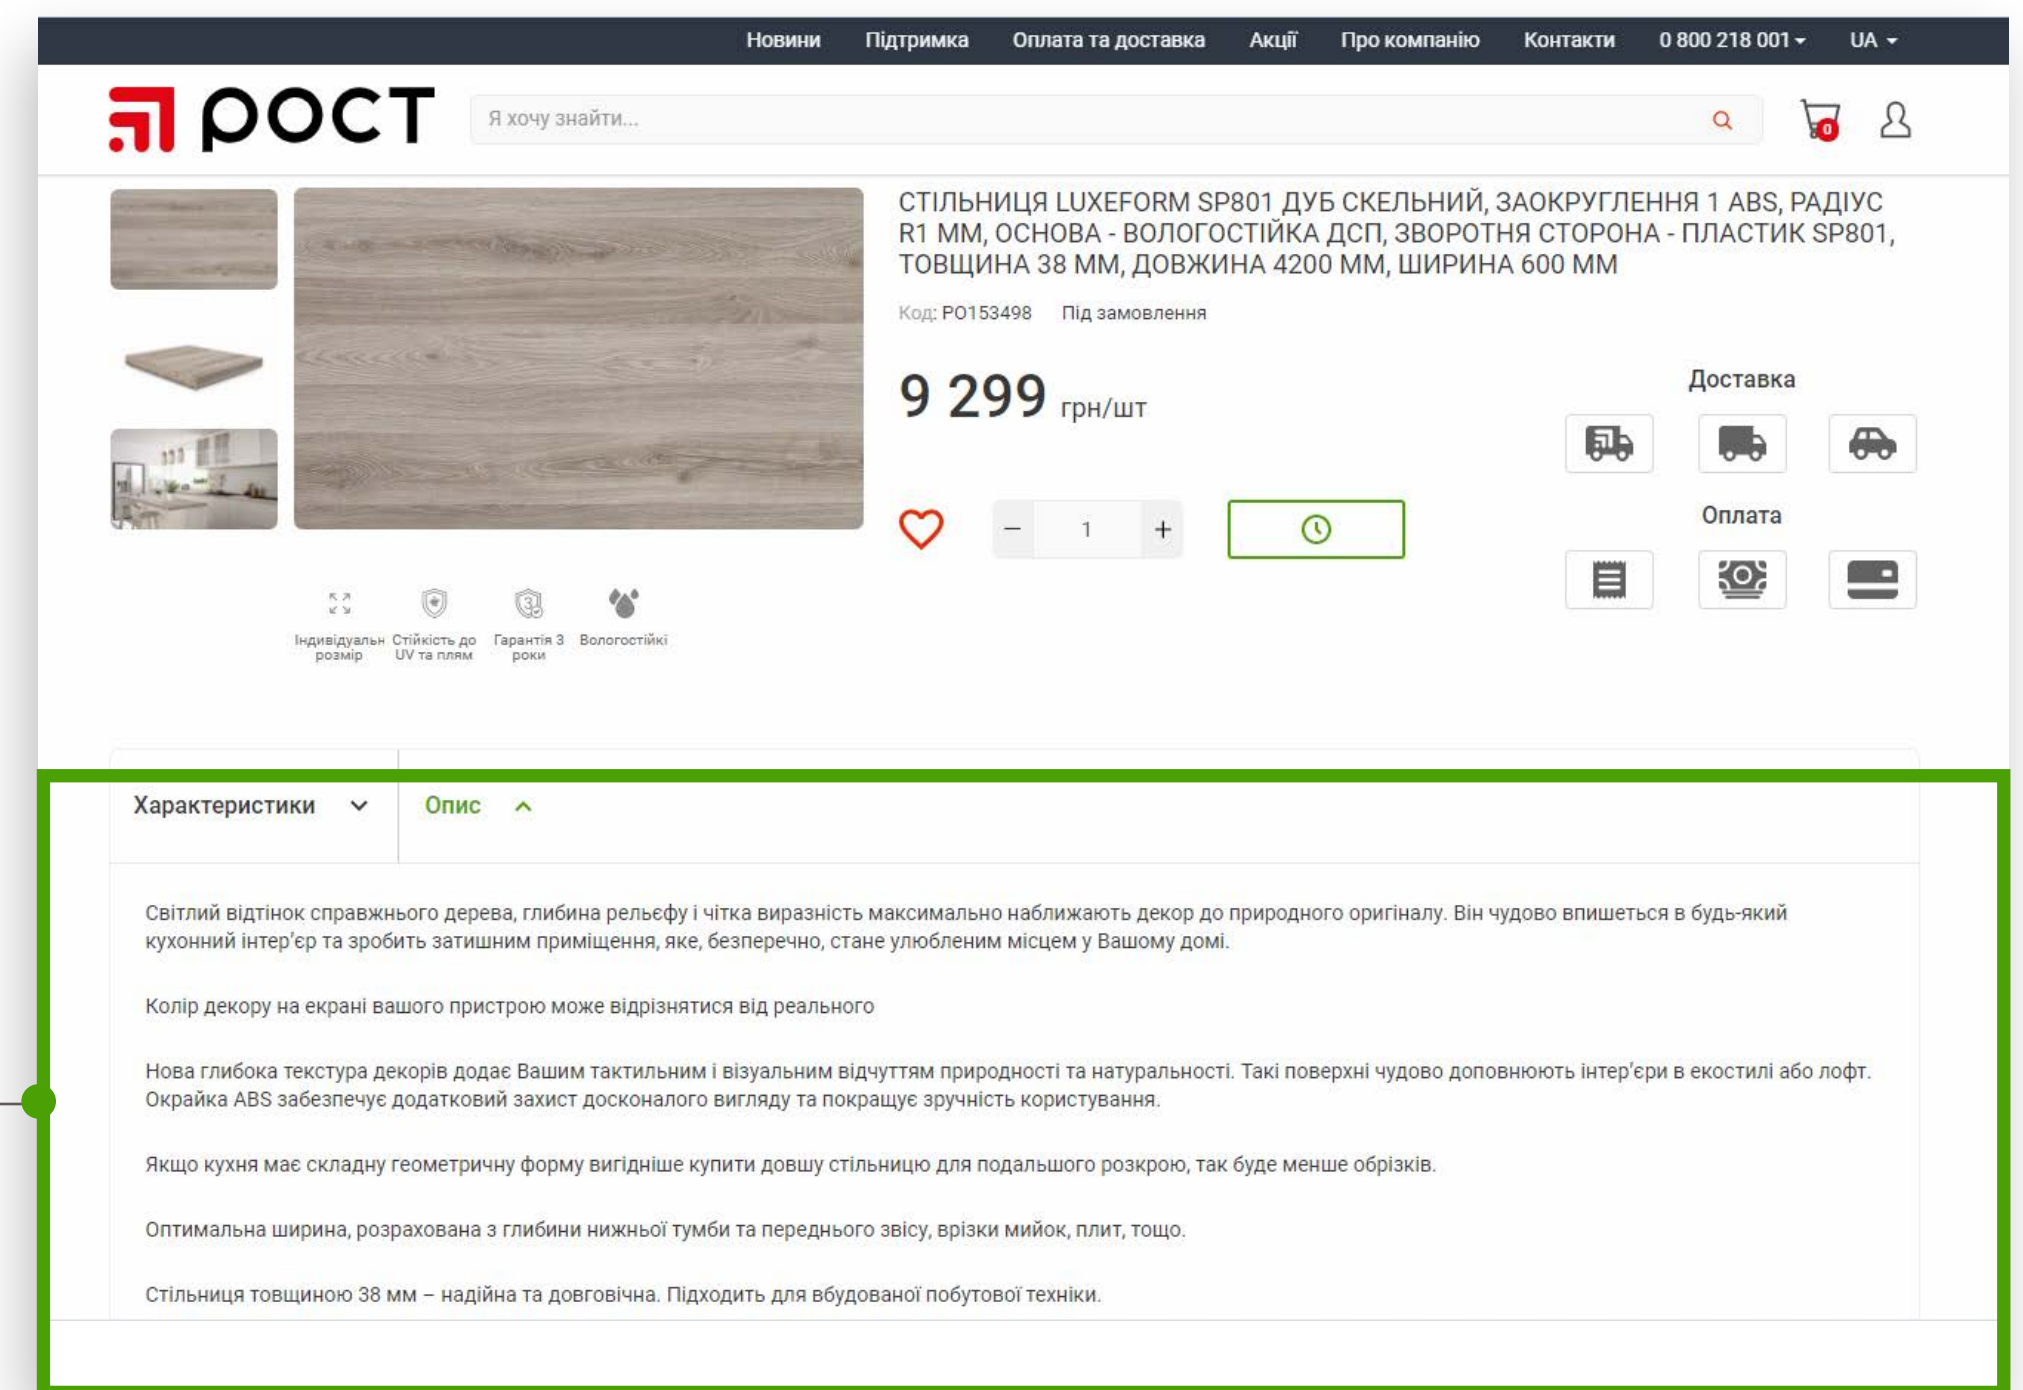 Новини Підтримка Оплата та доставка Акції Про компанію Контакти 0 800 218 001 UA
РОСТ
Я хочу знайти...
0
СТІЛЬНИЦЯ LUXEFORM SP801 ДУБ СКЕЛЬНИЙ, ЗАОКРУГЛЕННЯ 1 ABS, РАДІУС
R1 ММ, ОСНОВА - ВОЛОГОСТІЙКА ДСП, ЗВОРОТНЯ СТОРОНА - ПЛАСТИК SP801,
ТОВЩИНА 38 ММ, ДОВЖИНА 4200 ММ, ШИРИНА 600 ММ
Код: PO153498 Під замовлення
9 299 грн/шт
Доставка
− 1 +
Оплата
3
Індивідуальн Стійкість до Гарантія 3 Вологостійкі
розмір UV та плям роки
Характеристики Опис
Світлий відтінок справжнього дерева, глибина рельєфу і чітка виразність максимально наближають декор до природного оригіналу. Він чудово впишеться в будь-який
кухонний інтер’єр та зробить затишним приміщення, яке, безперечно, стане улюбленим місцем у Вашому домі.
Колір декору на екрані вашого пристрою може відрізнятися від реального
Нова глибока текстура декорів додає Вашим тактильним і візуальним відчуттям природності та натуральності. Такі поверхні чудово доповнюють інтер’єри в екостилі або лофт.
Окрайка ABS забезпечує додатковий захист досконалого вигляду та покращує зручність користування.
Якщо кухня має складну геометричну форму вигідніше купити довшу стільницю для подальшого розкрою, так буде менше обрізків.
Оптимальна ширина, розрахована з глибини нижньої тумби та переднього звісу, врізки мийок, плит, тощо.
Стільниця товщиною 38 мм – надійна та довговічна. Підходить для вбудованої побутової техніки.